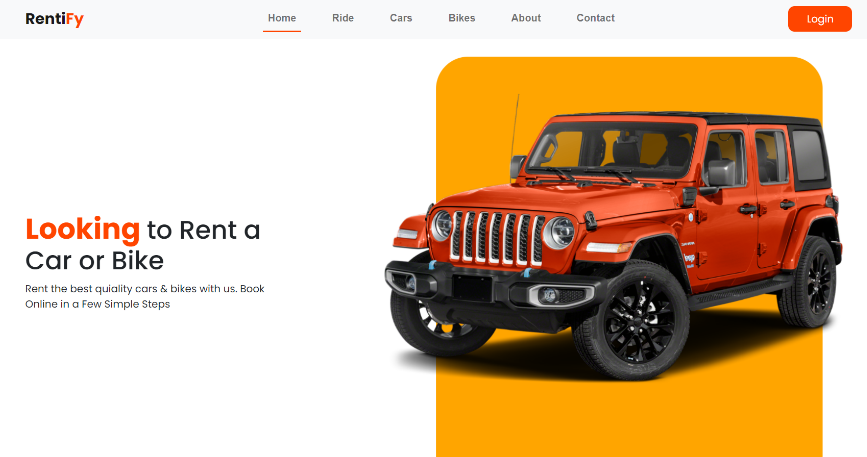 RentiFy
Home Ride Cars Bikes About Contact
Login
Looking to Rent a
Car or Bike
Rent the best quiality cars & bikes with us. Book
Online in a Few Simple Steps